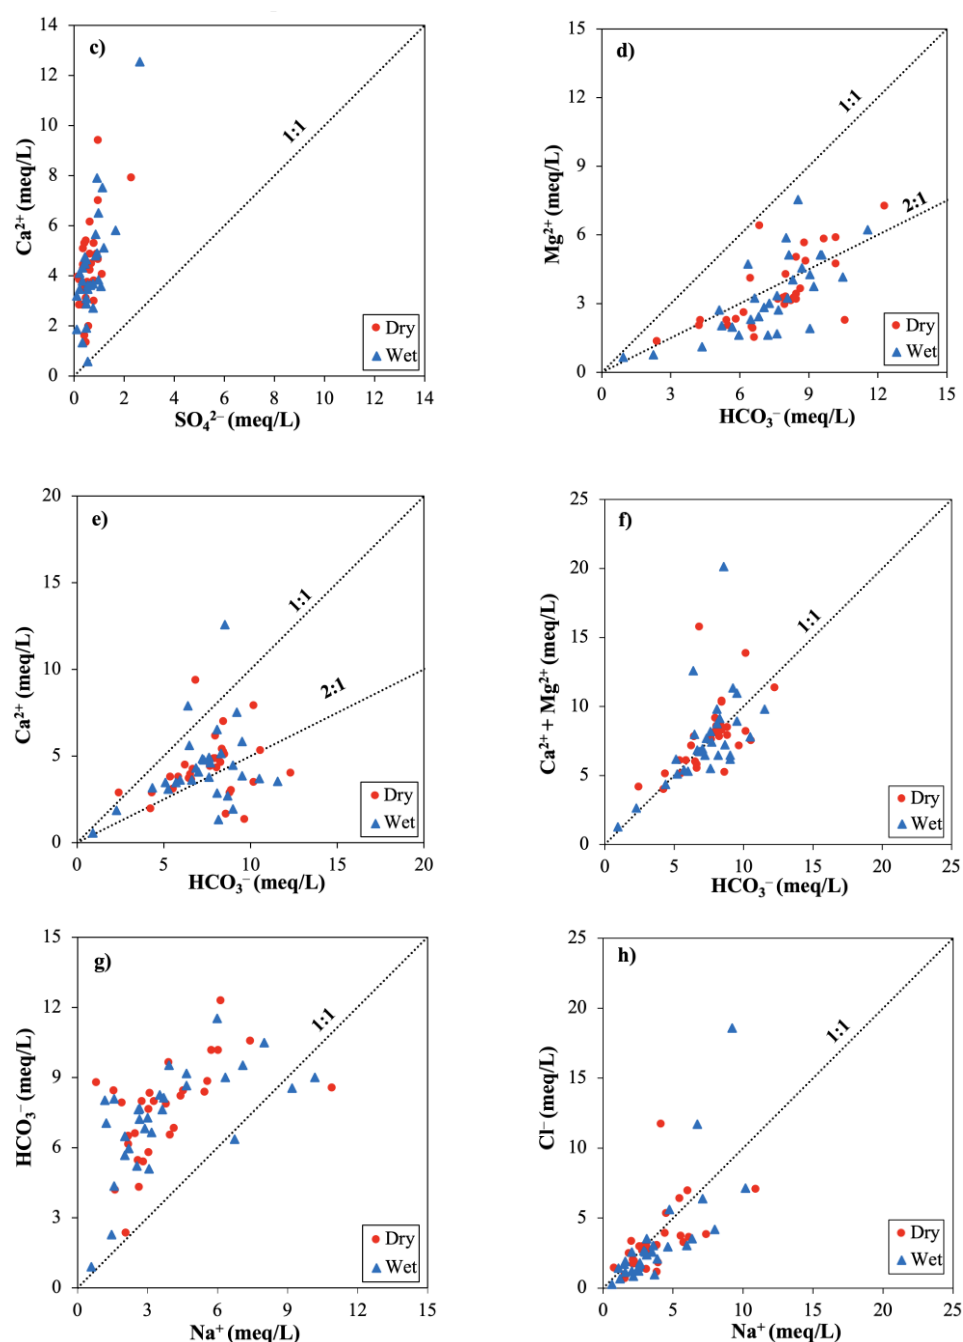 c)
Ca²⁺ (meq/L)
14
12
10
8
6
4
2
0
1:1
Dry
Wet
0 2 4 6 8 10 12 14
SO₄²⁻ (meq/L)
d)
Mg²⁺ (meq/L)
15
12
9
6
3
0
1:1
2:1
Dry
Wet
0 3 6 9 12 15
HCO₃⁻ (meq/L)
e)
Ca²⁺ (meq/L)
20
15
10
5
0
1:1
2:1
Dry
Wet
0 5 10 15 20
HCO₃⁻ (meq/L)
f)
Ca²⁺ + Mg²⁺ (meq/L)
25
20
15
10
5
0
1:1
Dry
Wet
0 5 10 15 20 25
HCO₃⁻ (meq/L)
g)
HCO₃⁻ (meq/L)
15
12
9
6
3
0
1:1
Dry
Wet
0 3 6 9 12 15
Na⁺ (meq/L)
h)
Cl⁻ (meq/L)
25
20
15
10
5
0
1:1
Dry
Wet
0 5 10 15 20 25
Na⁺ (meq/L)